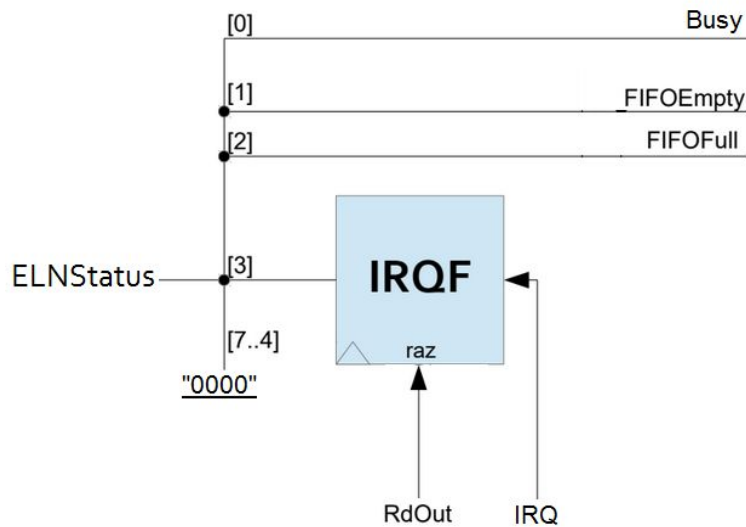 [0]
Busy
[1]
_FIFOEmpty
[2]
FIFOFull
ELNStatus
[3]
IRQF
[7..4]
raz
"0000"
RdOut
IRQ